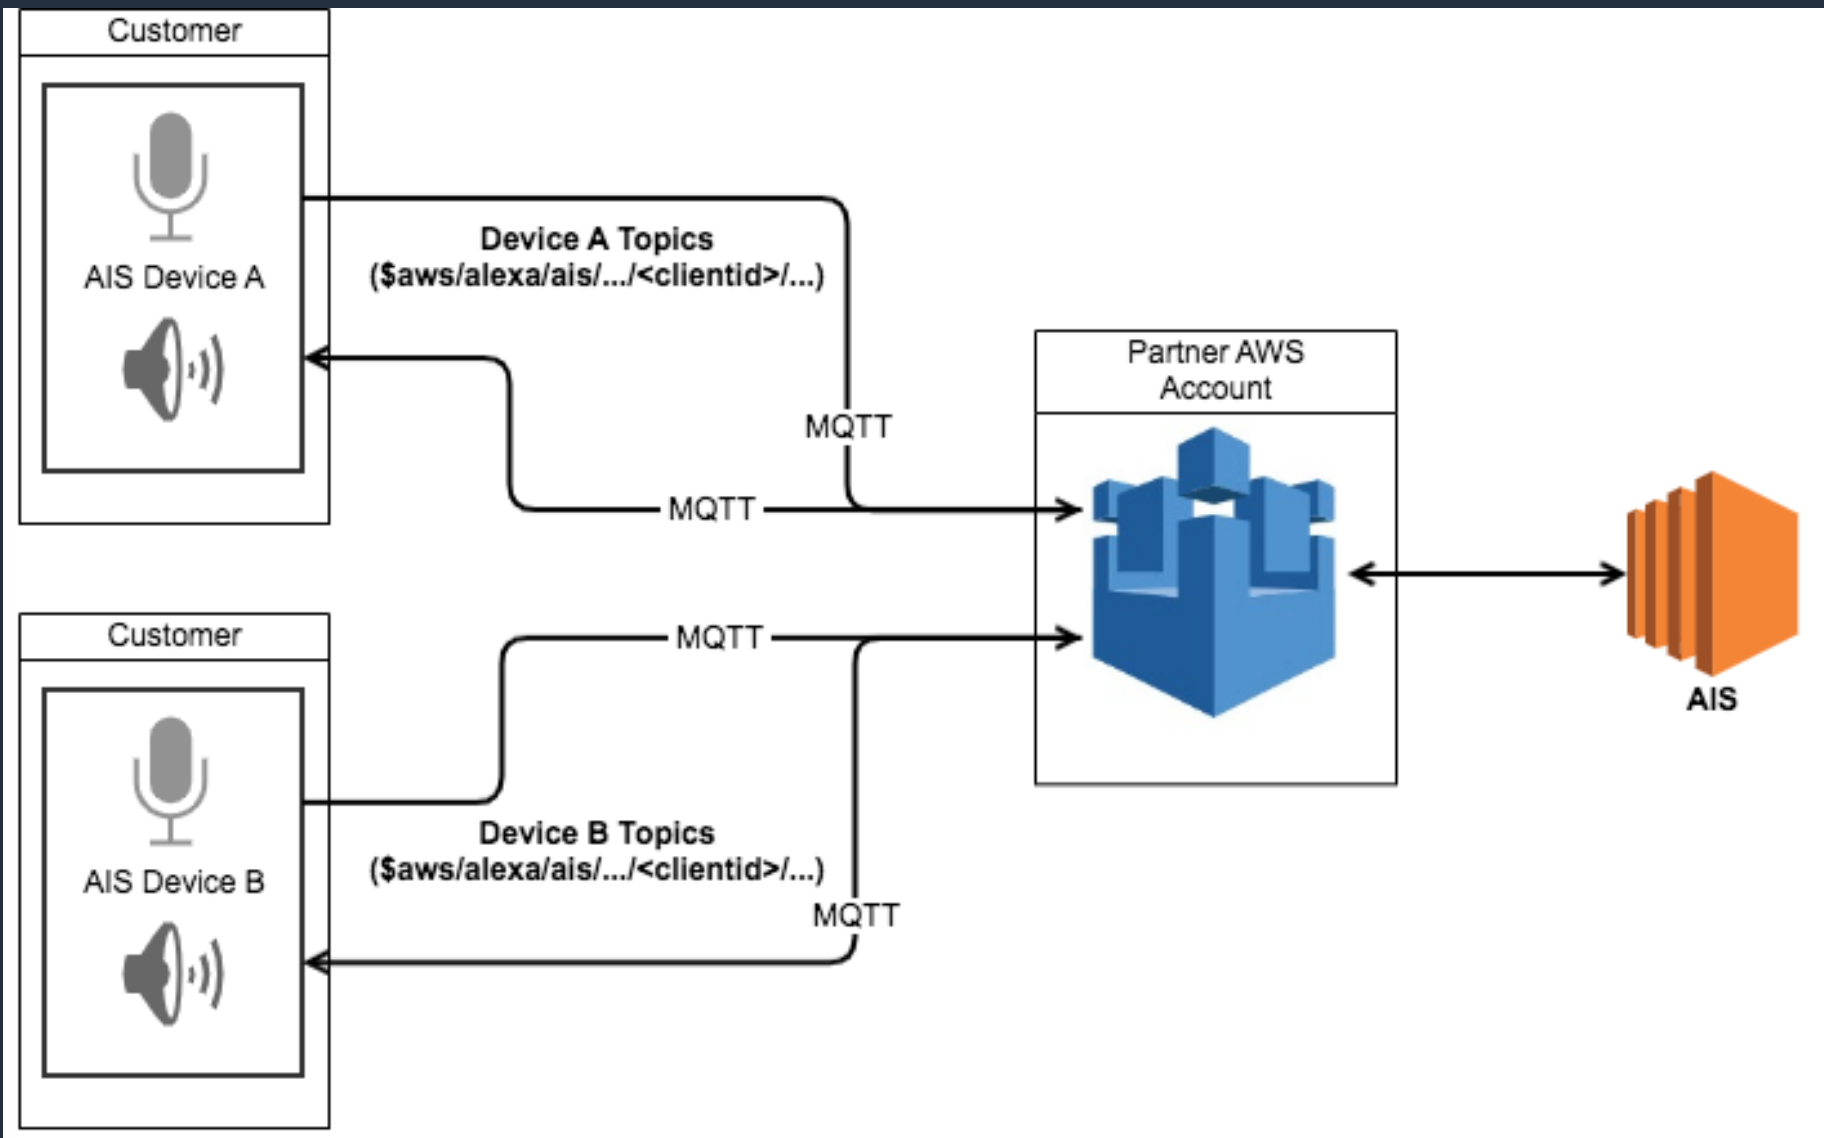 Customer
AIS Device A
Device A Topics
($aws/alexa/ais/.../<clientid>/...)
MQTT
MQTT
Partner AWS
Account
AIS
Customer
MQTT
AIS Device B
Device B Topics
($aws/alexa/ais/.../<clientid>/...)
MQTT